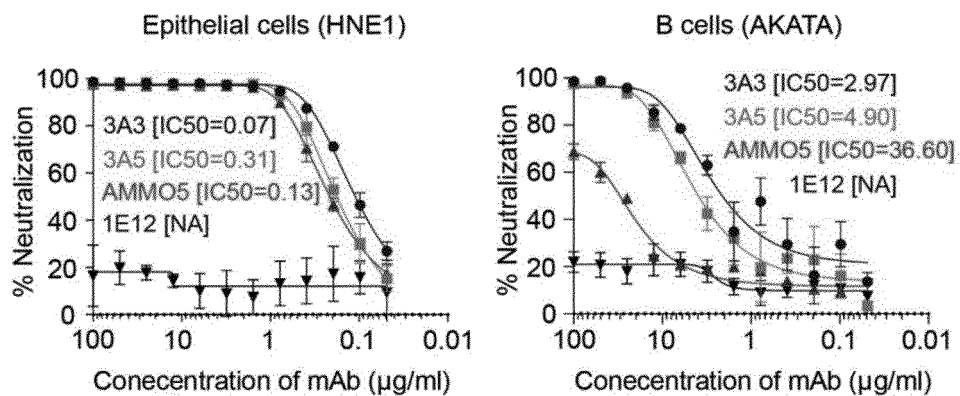 Epithelial cells (HNE1)
% Neutralization
100
80
60
40
20
0
3A3 [IC50=0.07]
3A5 [IC50=0.31]
AMMO5 [IC50=0.13]
1E12 [NA]
100
10
1
0.1
0.01
Conecentration of mAb (µg/ml)
B cells (AKATA)
% Neutralization
100
80
60
40
20
0
3A3 [IC50=2.97]
3A5 [IC50=4.90]
AMMO5 [IC50=36.60]
1E12 [NA]
100
10
1
0.1
0.01
Conecentration of mAb (µg/ml)